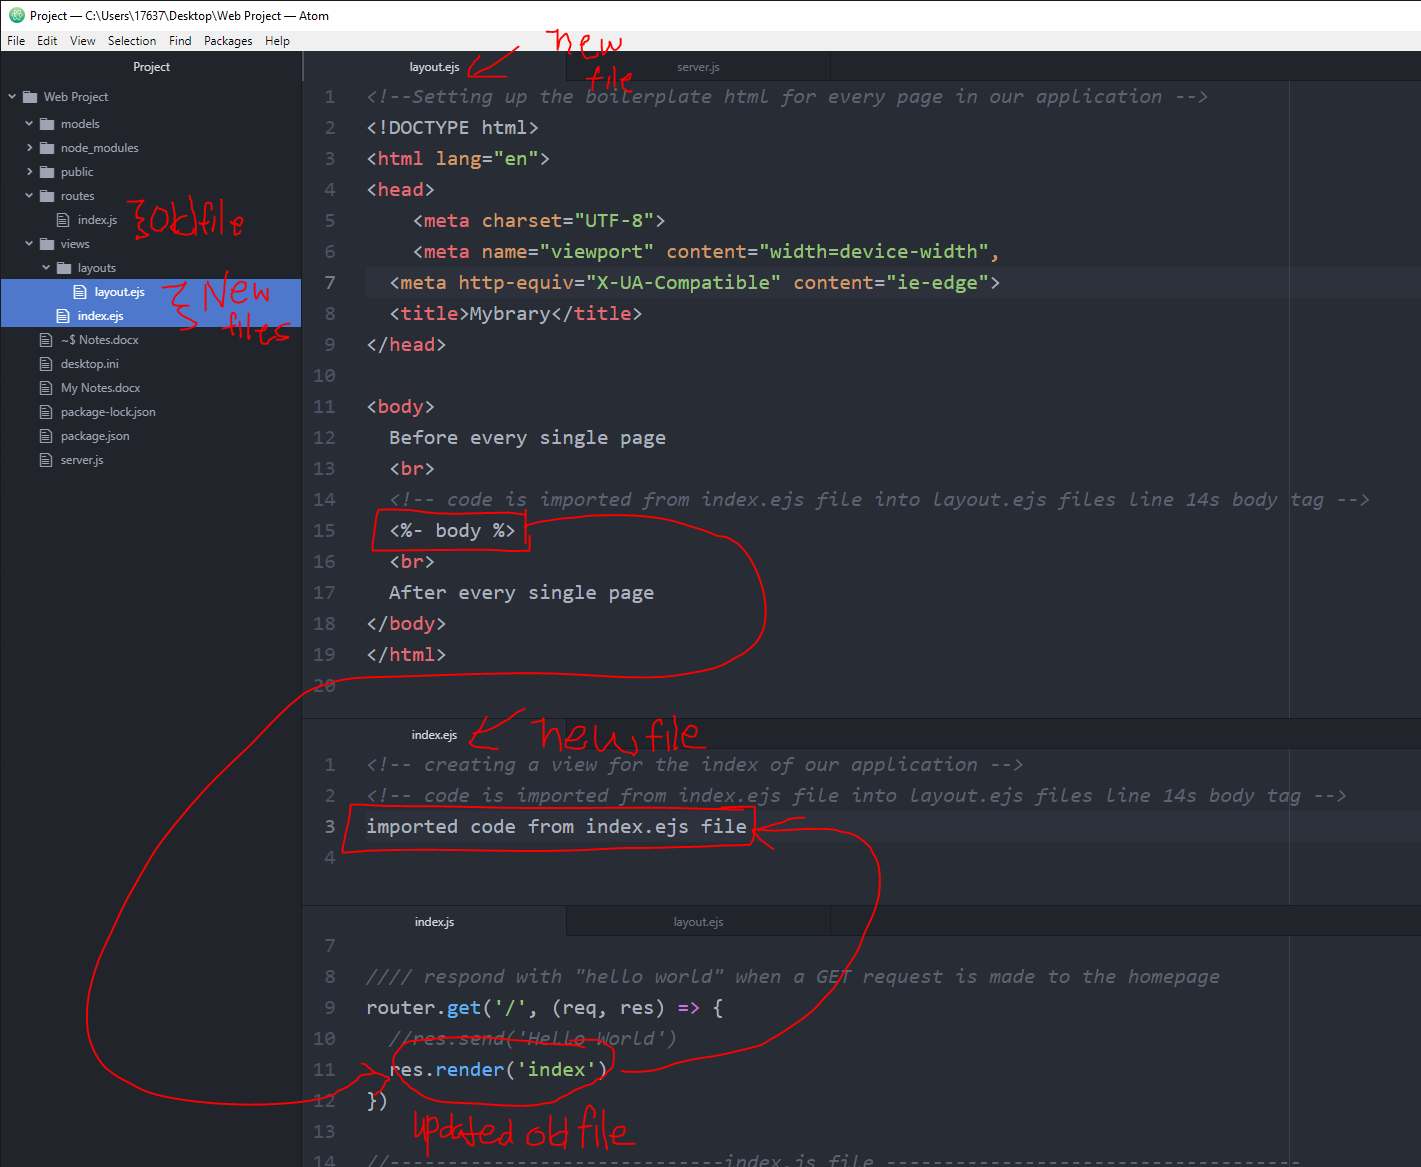 Project — C:\Users\17637\Desktop\Web Project — Atom
File Edit View Selection Find Packages Help
Project
Web Project
models
node_modules
public
routes
index.js
}old file
views
layouts
layout.ejs
index.ejs
} New
files
~$ Notes.docx
desktop.ini
My Notes.docx
package-lock.json
package.json
server.js
layout.ejs server.js
new
file
1 <!--Setting up the boilerplate html for every page in our application -->
2 <!DOCTYPE html>
3 <html lang="en">
4 <head>
5 <meta charset="UTF-8">
6 <meta name="viewport" content="width=device-width",
7 <meta http-equiv="X-UA-Compatible" content="ie-edge">
8 <title>Mybrary</title>
9 </head>
10
11 <body>
12 Before every single page
13 <br>
14 <!-- code is imported from index.ejs file into layout.ejs files line 14s body tag -->
15 <%- body %>
16 <br>
17 After every single page
18 </body>
19 </html>
20
index.ejs new file
1 <!-- creating a view for the index of our application -->
2 <!-- code is imported from index.ejs file into layout.ejs files line 14s body tag -->
3 imported code from index.ejs file
4
index.js layout.ejs
7
8 //// respond with "hello world" when a GET request is made to the homepage
9 router.get('/', (req, res) => {
10 //res.send('Hello World')
11 res.render('index')
12 })
13
updated old file
14 //-----------------------------index.js file ------------------------------------